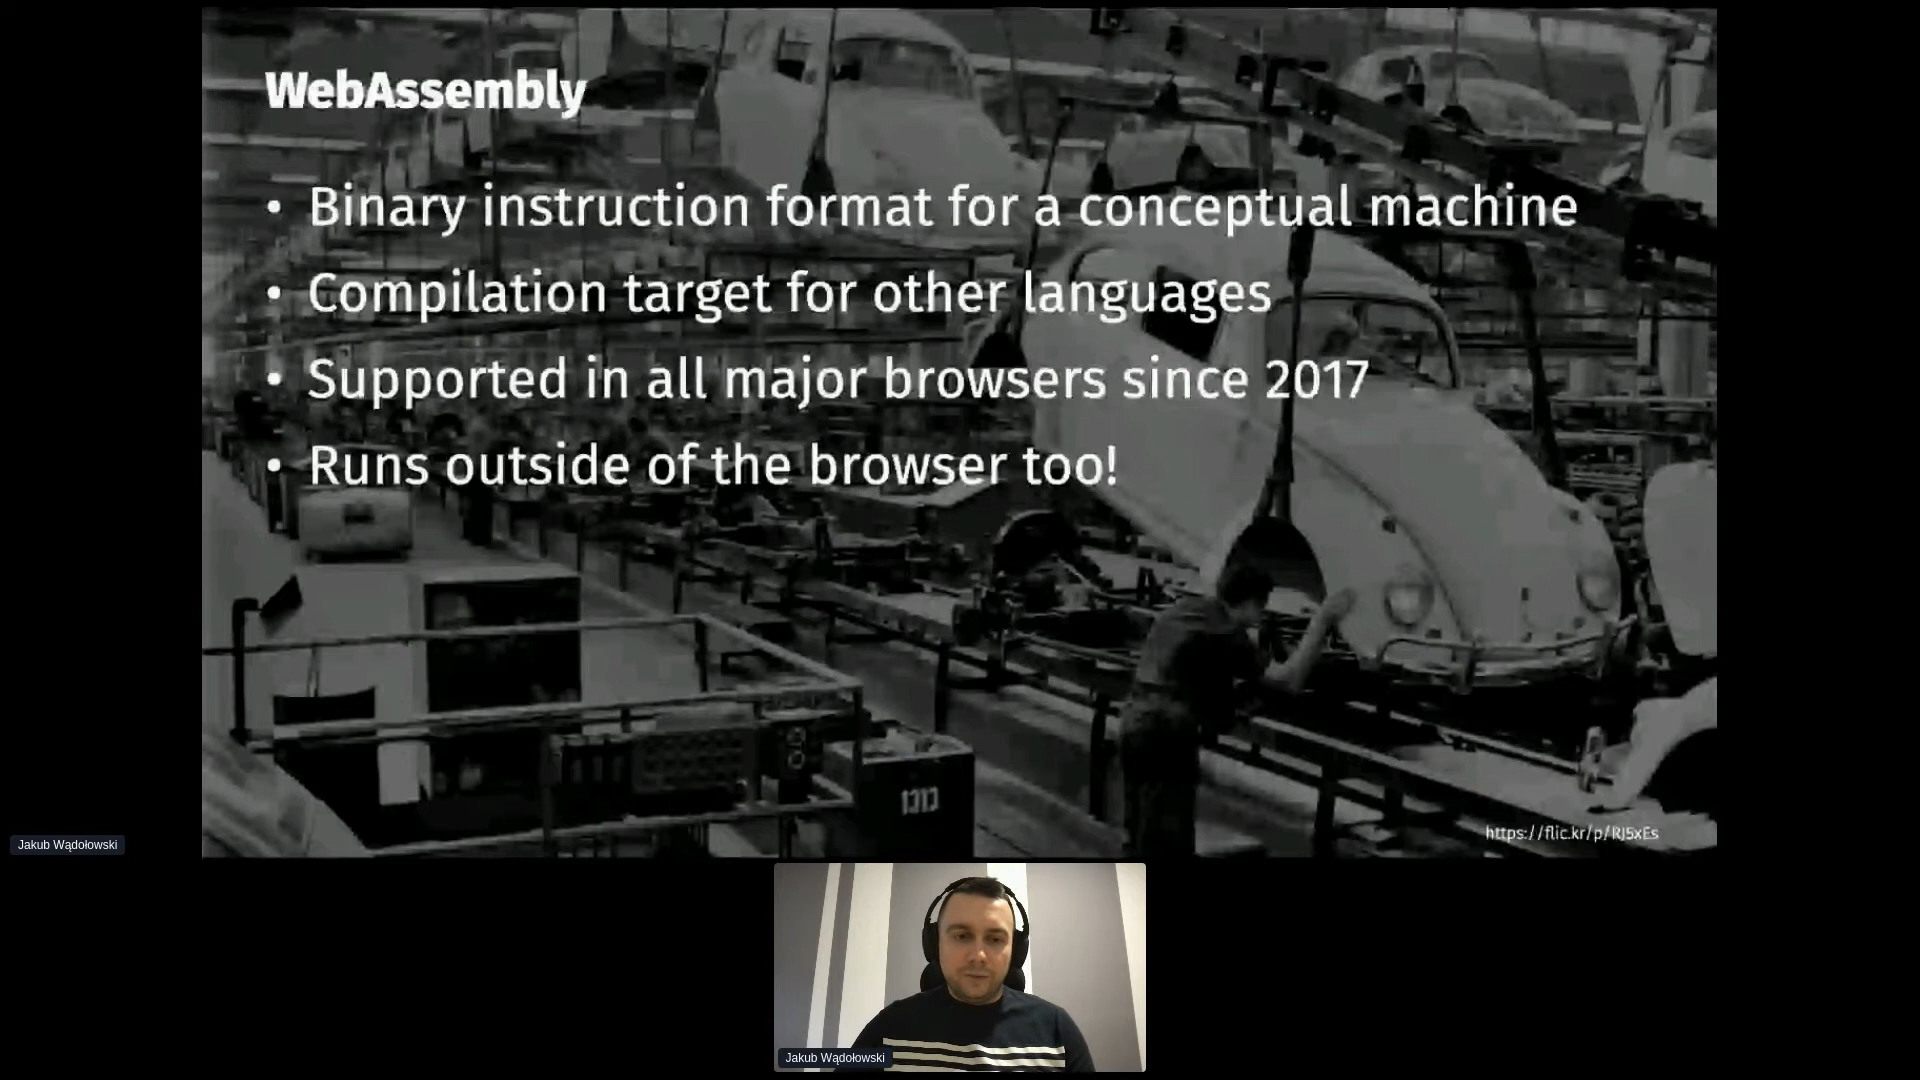 WebAssembly
• Binary instruction format for a conceptual machine
• Compilation target for other languages
• Supported in all major browsers since 2017
• Runs outside of the browser too!
1313
https://flic.kr/p/RJ5xEs
Jakub Wądołowski
Jakub Wądołowski